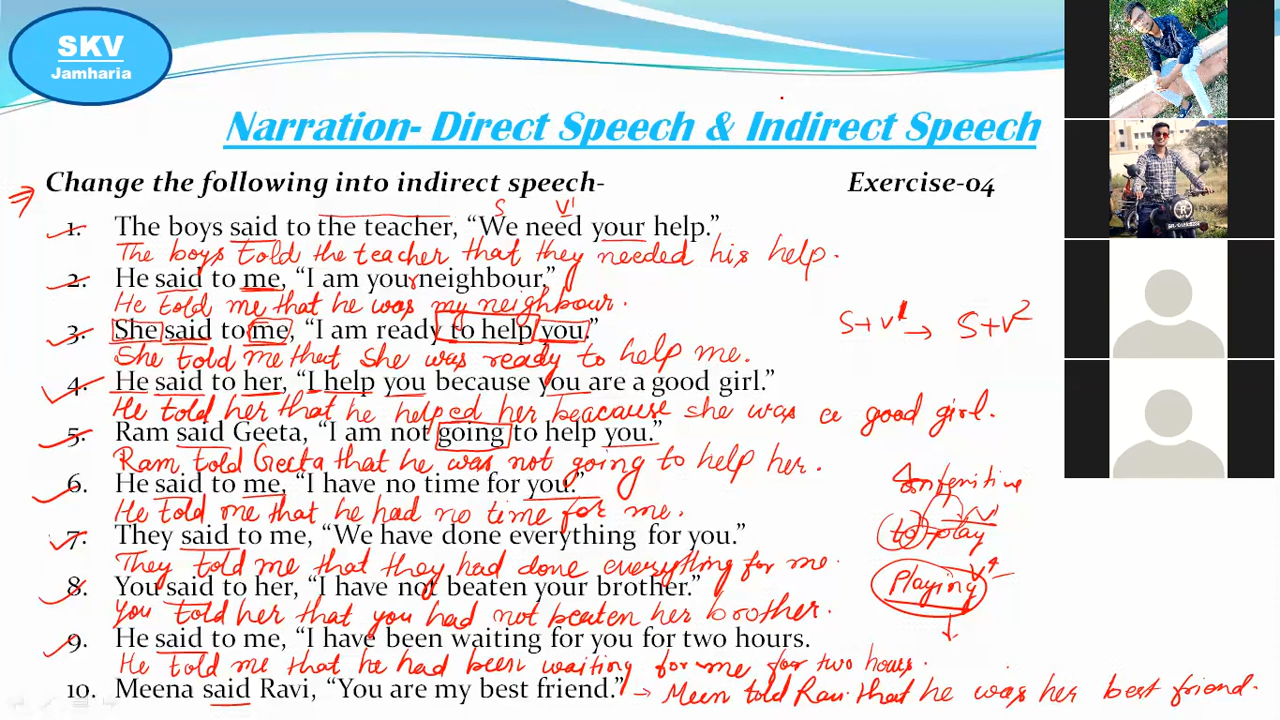 SKV
Jamharia
Narration- Direct Speech & Indirect Speech
Change the following into indirect speech- Exercise-04
S V1
1. The boys said to the teacher, “We need your help.”
The boys told the teacher that they needed his help.
2. He said to me, “I am your neighbour.”
He told me that he was my neighbour.
S+V1 → S+V2
3. She said to me, “I am ready to help you.”
She told me that she was ready to help me.
4. He said to her, “I help you because you are a good girl.”
He told her that he helped her beacause she was a good girl.
5. Ram said Geeta, “I am not going to help you.”
Ram told Geeta that he was not going to help her.
6. He said to me, “I have no time for you.”
He told me that he had no time for me.
V1
to play
7. They said to me, “We have done everything for you.”
They told me that they had done everything for me.
Playing V4
8. You said to her, “I have not beaten your brother.”
You told her that you had not beaten her brother.
9. He said to me, “I have been waiting for you for two hours.
He told me that he had been waiting for me for two hours.
10. Meena said Ravi, “You are my best friend.” → Meen told Ravi that he was her best friend.